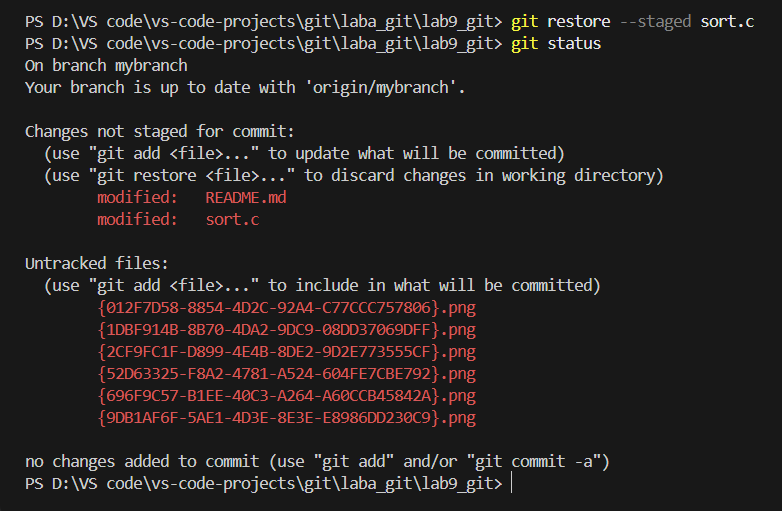 PS D:\VS code\vs-code-projects\git\laba_git\lab9_git> git restore --staged sort.c
PS D:\VS code\vs-code-projects\git\laba_git\lab9_git> git status
On branch mybranch
Your branch is up to date with 'origin/mybranch'.
Changes not staged for commit:
(use "git add <file>..." to update what will be committed)
(use "git restore <file>..." to discard changes in working directory)
modified: README.md
modified: sort.c
Untracked files:
(use "git add <file>..." to include in what will be committed)
{012F7D58-8854-4D2C-92A4-C77CCC757806}.png
{1DBF914B-8B70-4DA2-9DC9-08DD37069DFF}.png
{2CF9FC1F-D899-4E4B-8DE2-9D2E773555CF}.png
{52D63325-F8A2-4781-A524-604FE7CBE792}.png
{696F9C57-B1EE-40C3-A264-A60CCB45842A}.png
{9DB1AF6F-5AE1-4D3E-8E3E-E8986DD230C9}.png
no changes added to commit (use "git add" and/or "git commit -a")
PS D:\VS code\vs-code-projects\git\laba_git\lab9_git>